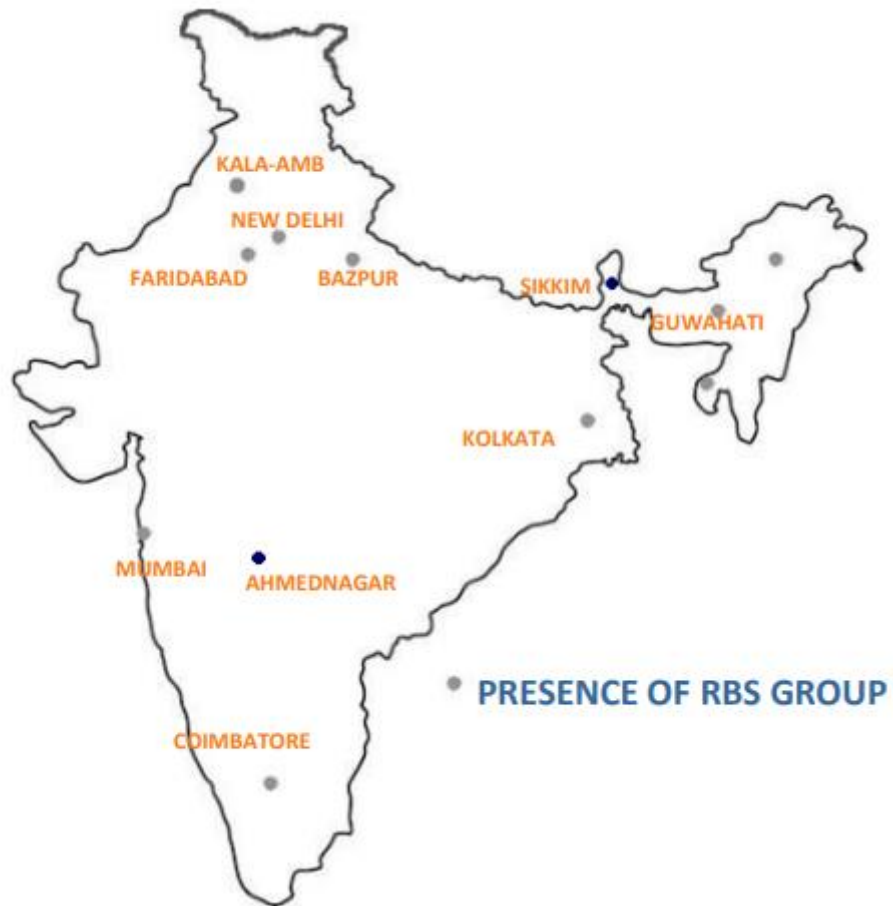 KALA-AMB
NEW DELHI
FARIDABAD
BAZPUR
SIKKIM
GUWAHATI
KOLKATA
MUMBAI
AHMEDNAGAR
PRESENCE OF RBS GROUP
COIMBATORE